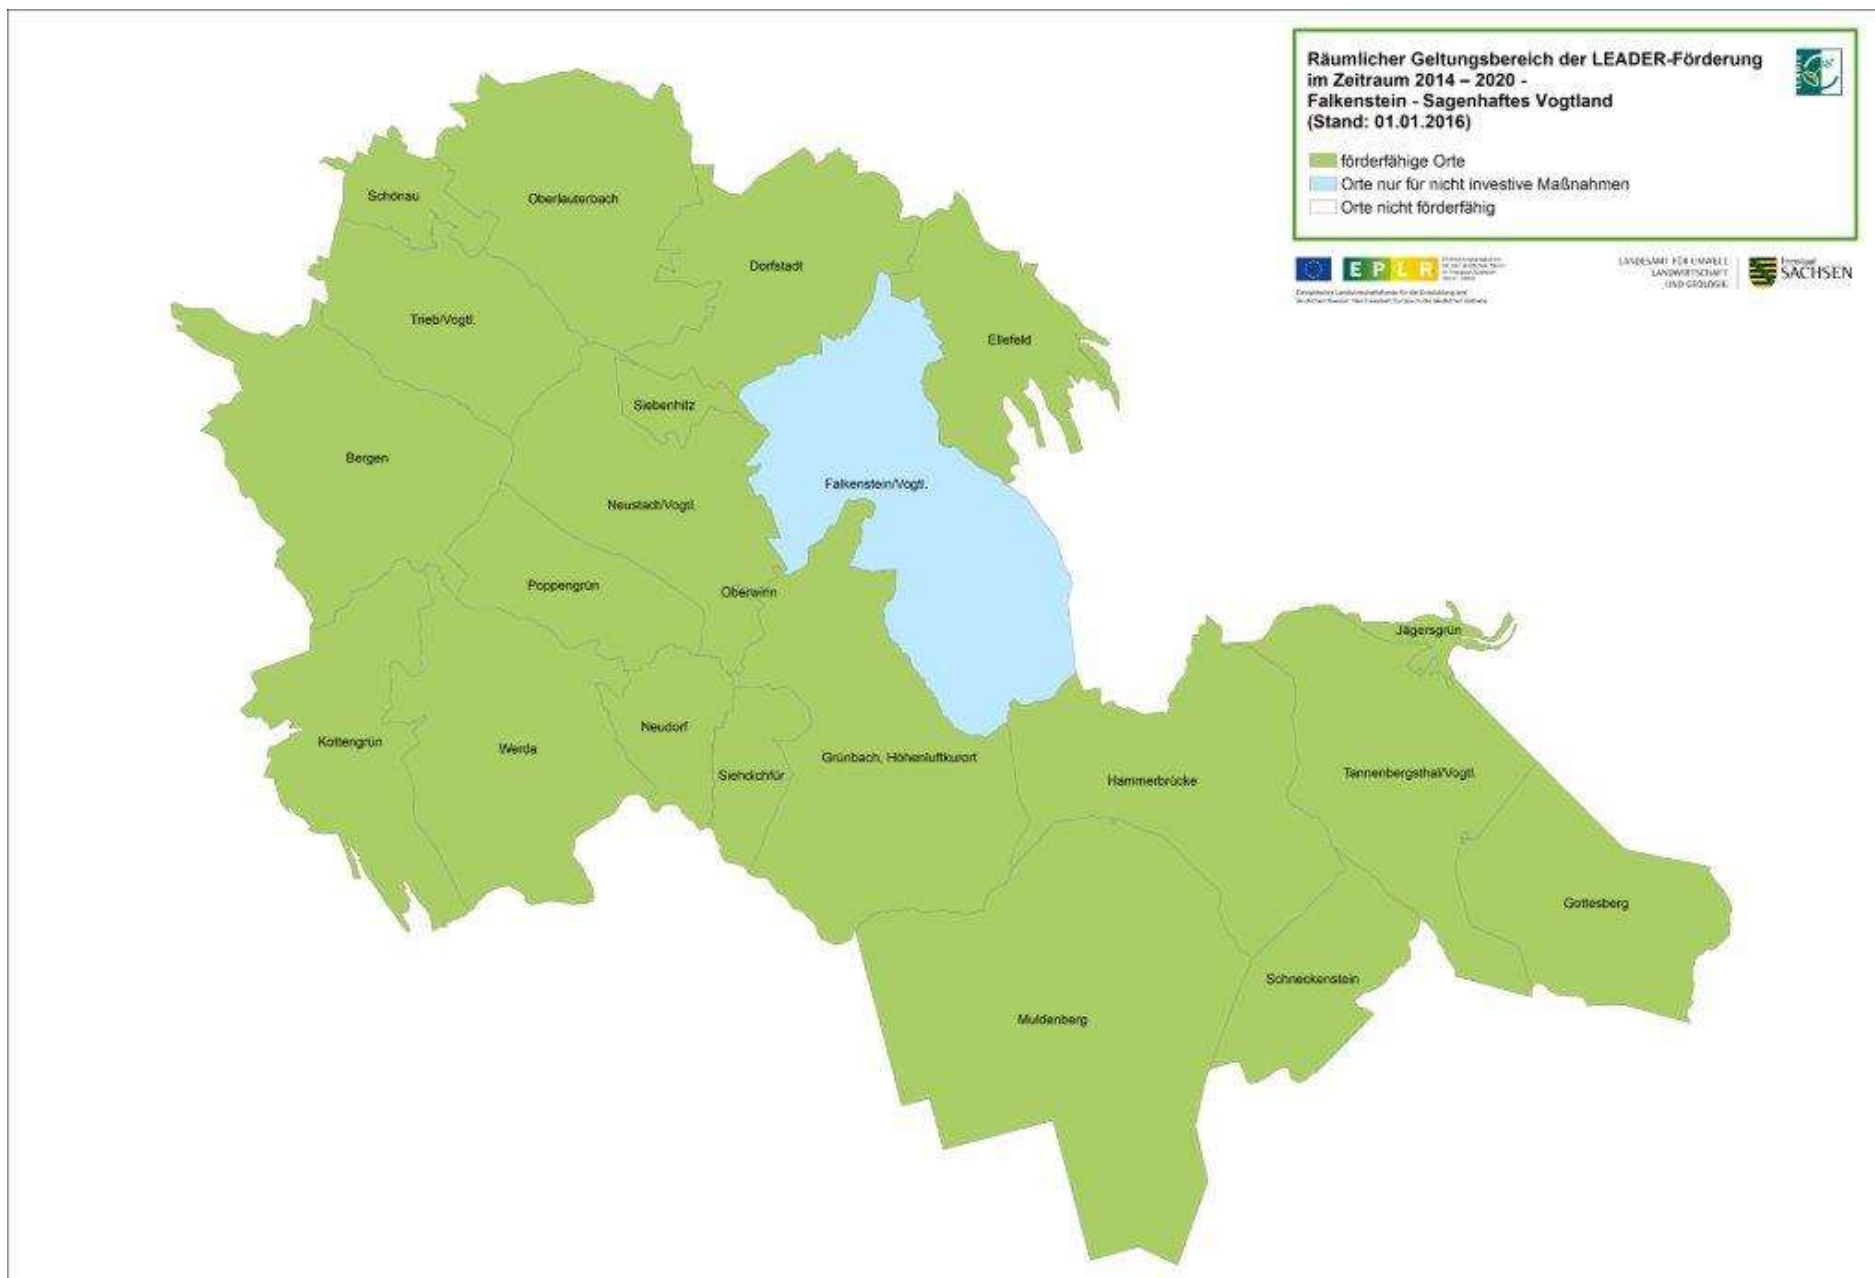 Räumlicher Geltungsbereich der LEADER-Förderung
im Zeitraum 2014 – 2020 -
Falkenstein - Sagenhaftes Vogtland
(Stand: 01.01.2016)
förderfähige Orte
Orte nur für nicht investive Maßnahmen
Orte nicht förderfähig
EPLR
LANDESAMT FÜR UMWELT
LANDWIRTSCHAFT
UND GEOLOGIE
Freistaat
SACHSEN
Schönau
Oberlauterbach
Dorfstadt
Trieb/Vogtl.
Ellefeld
Siebenhitz
Bergen
Falkenstein/Vogtl.
Neustadt/Vogtl.
Poppengrün
Oberwinn
Jägersgrün
Neudorf
Kottengrün
Werda
Siehdichfür
Grünbach, Höhenluftkurort
Hammerbrücke
Tannenbergsthal/Vogtl.
Gottesberg
Schneckenstein
Muldenberg